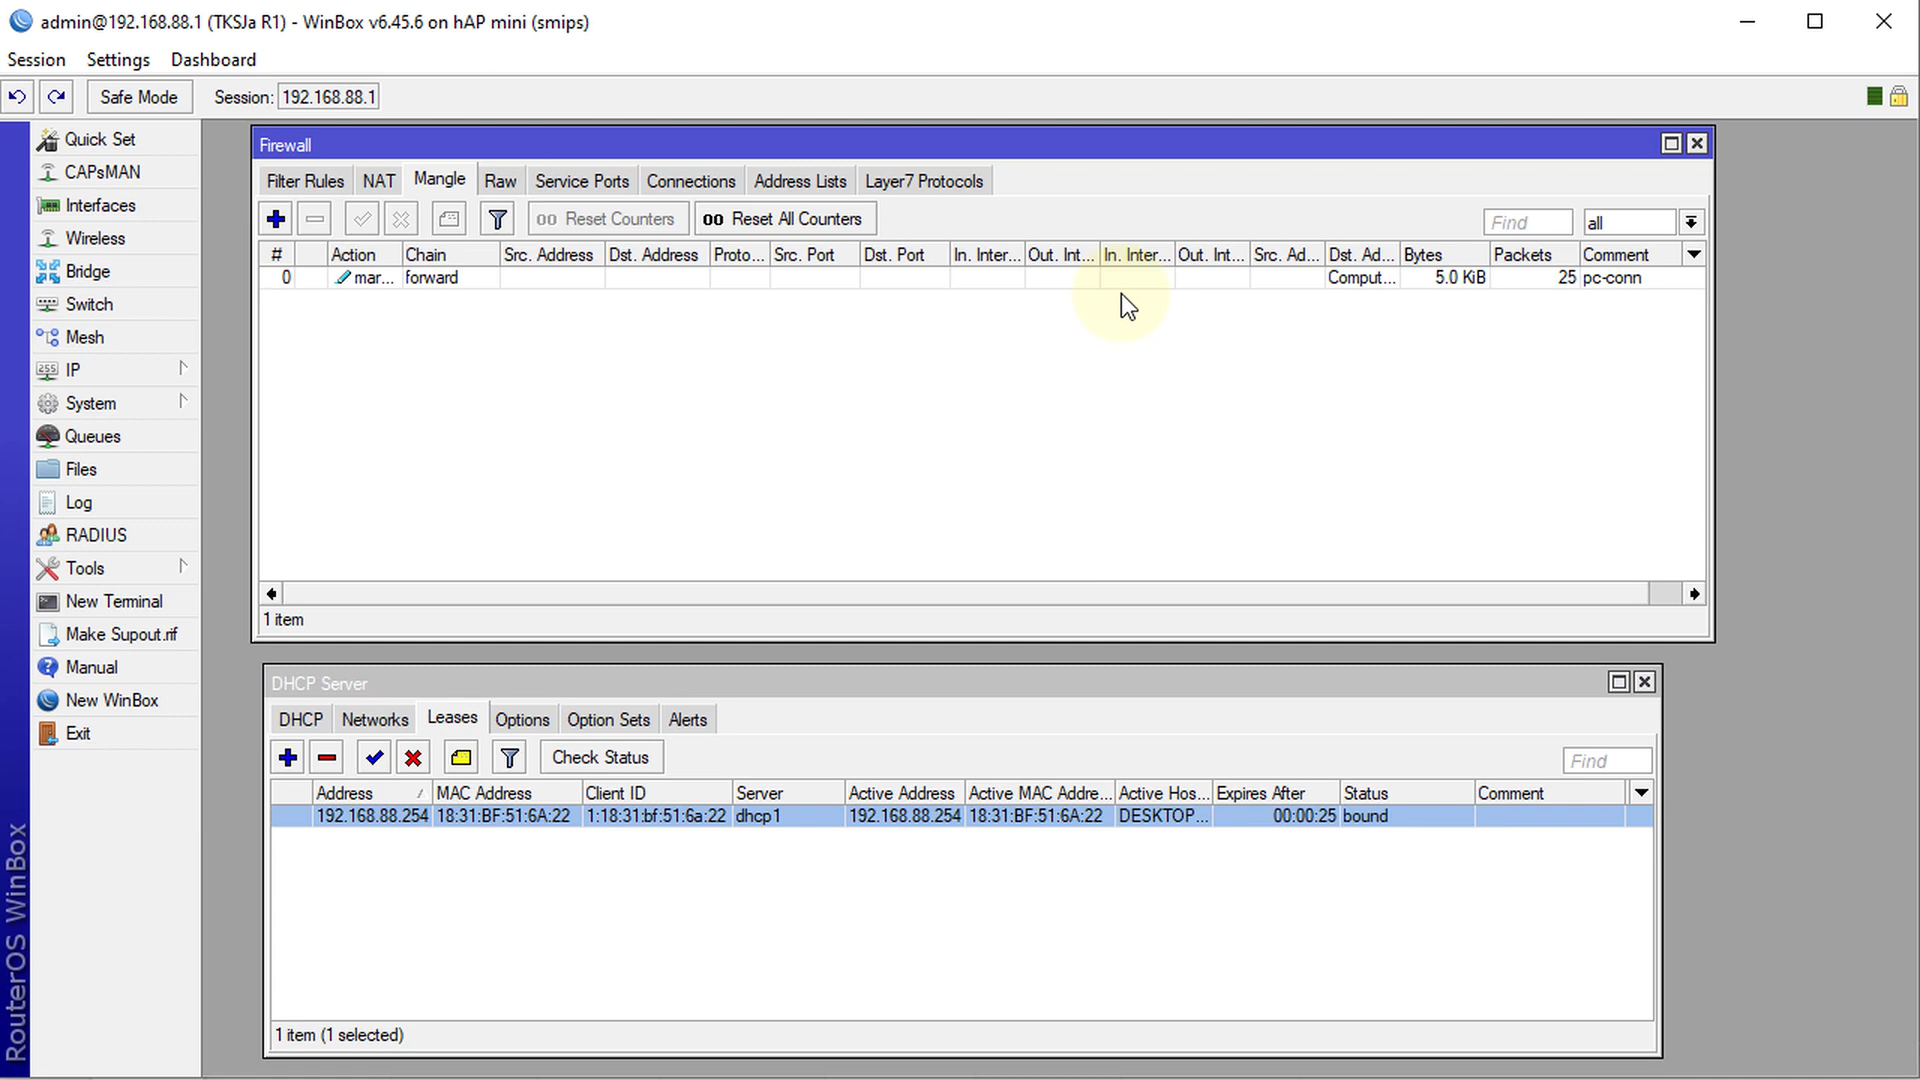 admin@192.168.88.1 (TKSJa R1) - WinBox v6.45.6 on hAP mini (smips)
Session Settings Dashboard
Safe Mode Session: 192.168.88.1
Quick Set
CAPsMAN
Interfaces
Wireless
Bridge
Switch
Mesh
IP
System
Queues
Files
Log
RADIUS
Tools
New Terminal
Make Supout.rif
Manual
New WinBox
Exit
RouterOS WinBox
Firewall
Filter Rules NAT Mangle Raw Service Ports Connections Address Lists Layer7 Protocols
00 Reset Counters 00 Reset All Counters Find all
# Action Chain Src. Address Dst. Address Proto... Src. Port Dst. Port In. Inter... Out. Int... In. Inter... Out. Int... Src. Ad... Dst. Ad... Bytes Packets Comment
0 mar... forward Comput... 5.0 KiB 25 pc-conn
1 item
DHCP Server
DHCP Networks Leases Options Option Sets Alerts
Check Status Find
Address / MAC Address Client ID Server Active Address Active MAC Addre... Active Hos... Expires After Status Comment
192.168.88.254 18:31:BF:51:6A:22 1:18:31:bf:51:6a:22 dhcp1 192.168.88.254 18:31:BF:51:6A:22 DESKTOP... 00:00:25 bound
1 item (1 selected)